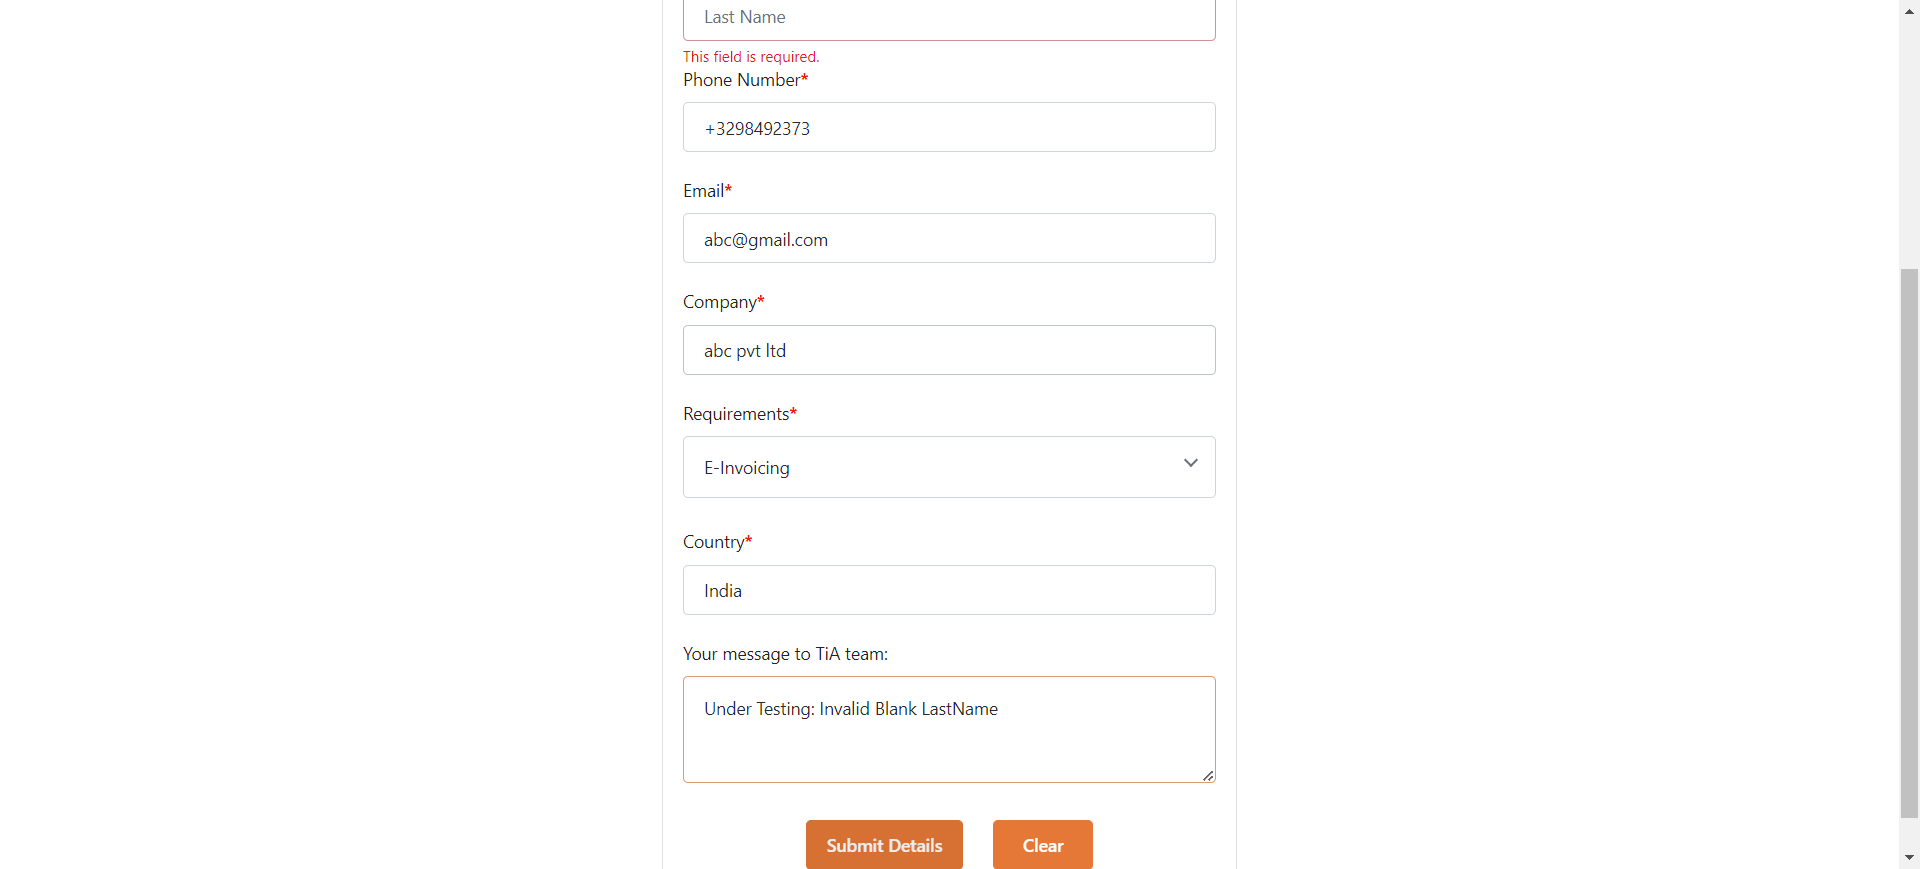 Last Name
This field is required.
Phone Number*
+3298492373
Email*
abc@gmail.com
Company*
abc pvt ltd
Requirements*
E-Invoicing
Country*
India
Your message to TiA team:
Under Testing: Invalid Blank LastName
Submit Details
Clear